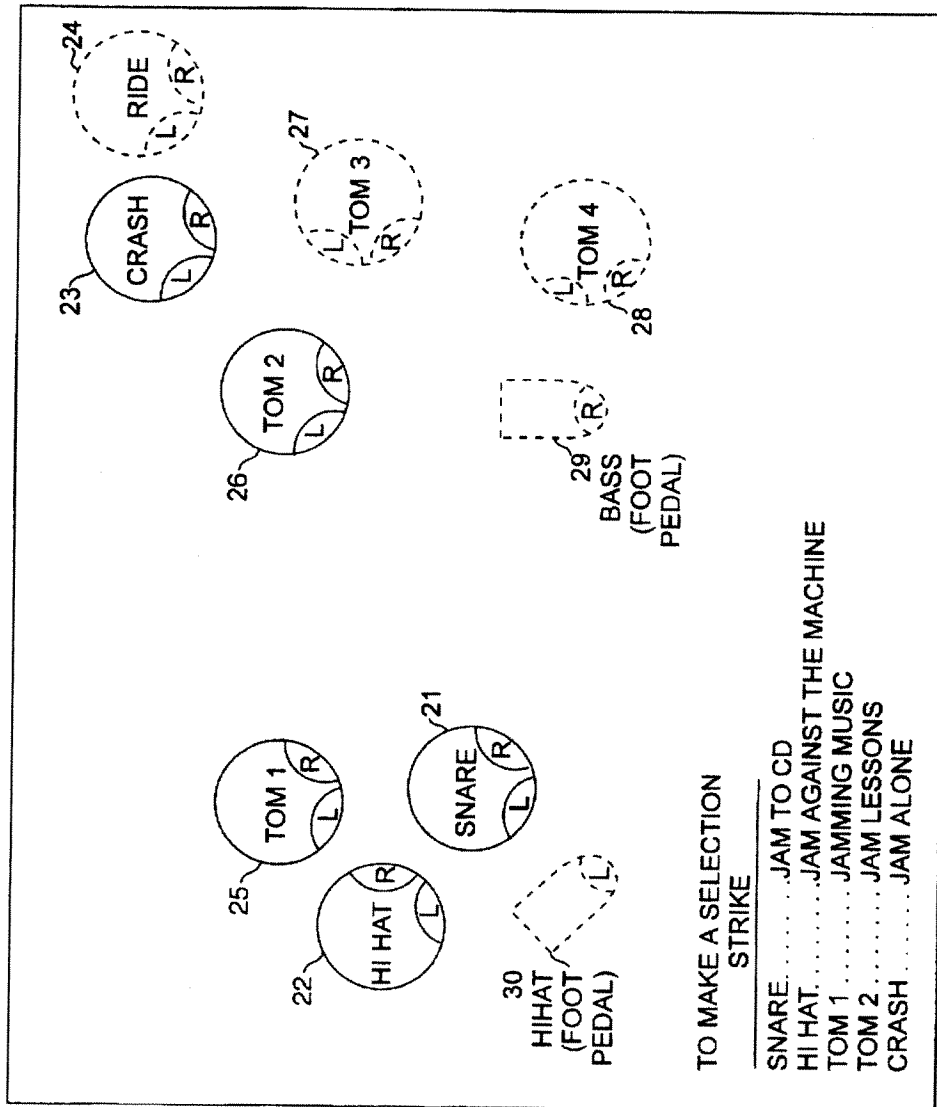 24
RIDE
L
R
23
CRASH
L
R
27
TOM 3
L
R
26
TOM 2
L
R
TOM 4
L
R
28
R
29
BASS
(FOOT
PEDAL)
25
TOM 1
L
R
22
HI HAT
R
L
21
SNARE
L
R
L
30
HIHAT
(FOOT
PEDAL)
TO MAKE A SELECTION
STRIKE
SNARE........JAM TO CD
HI HAT........JAM AGAINST THE MACHINE
TOM 1 ........ JAMMING MUSIC
TOM 2 ........ JAM LESSONS
CRASH ...... JAM ALONE